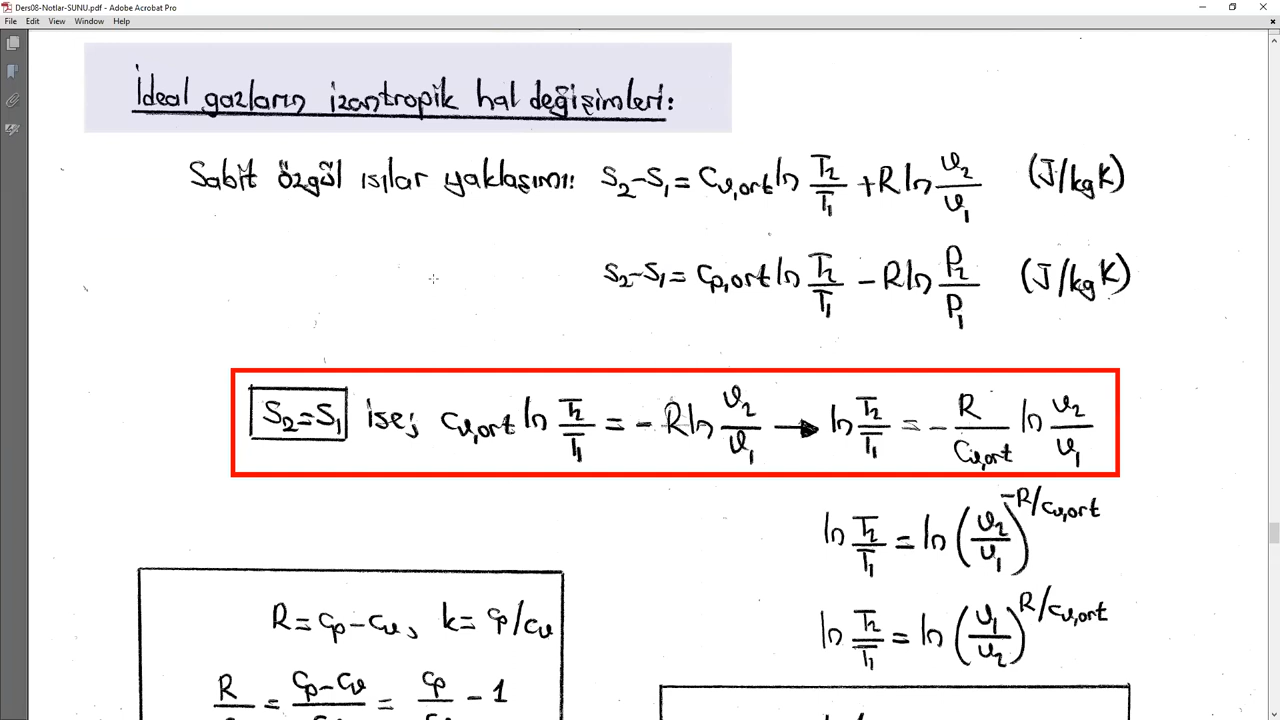 Ders08-Notlar-SUNU.pdf - Adobe Acrobat Pro
File Edit View Window Help
İdeal gazların izantropik hal değişimleri:
Sabit özgül ısılar yaklaşımı: S₂-S₁ = Cv,ort ln T₂/T₁ + R ln v₂/v₁ (J/kgK)
S₂-S₁ = Cp,ort ln T₂/T₁ - R ln P₂/P₁ (J/kgK)
S₂=S₁ ise; Cv,ort ln T₂/T₁ = - R ln v₂/v₁ → ln T₂/T₁ = - R/Cv,ort ln v₂/v₁
ln T₂/T₁ = ln (v₂/v₁)^-R/Cv,ort
R = Cp - Cv, k = Cp/Cv
ln T₂/T₁ = ln (v₁/v₂)^R/Cv,ort
R = Cp-Cv = Cp - 1